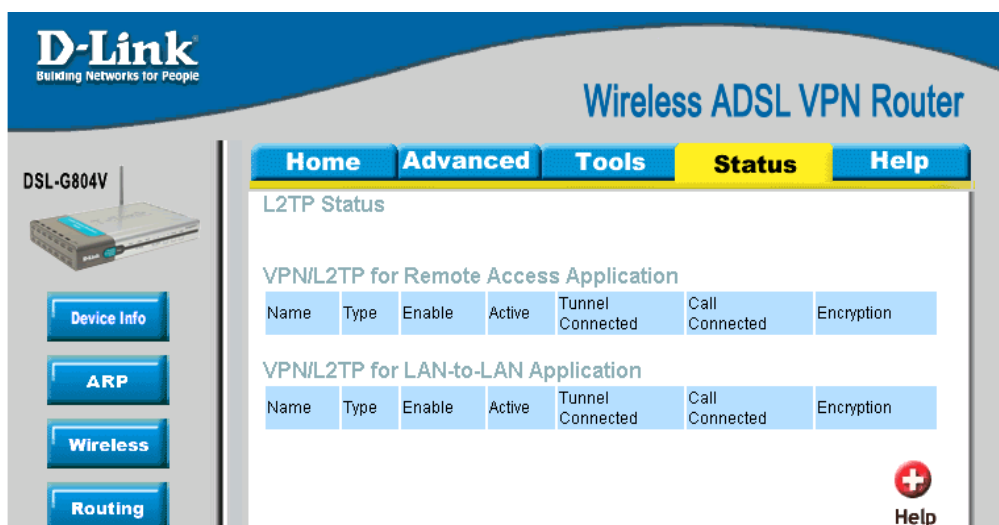 D-Link
Building Networks for People
Wireless ADSL VPN Router
DSL-G804V
Home Advanced Tools Status Help
L2TP Status
VPN/L2TP for Remote Access Application
Name Type Enable Active Tunnel Connected Call Connected Encryption
VPN/L2TP for LAN-to-LAN Application
Name Type Enable Active Tunnel Connected Call Connected Encryption
Device Info
ARP
Wireless
Routing
Help